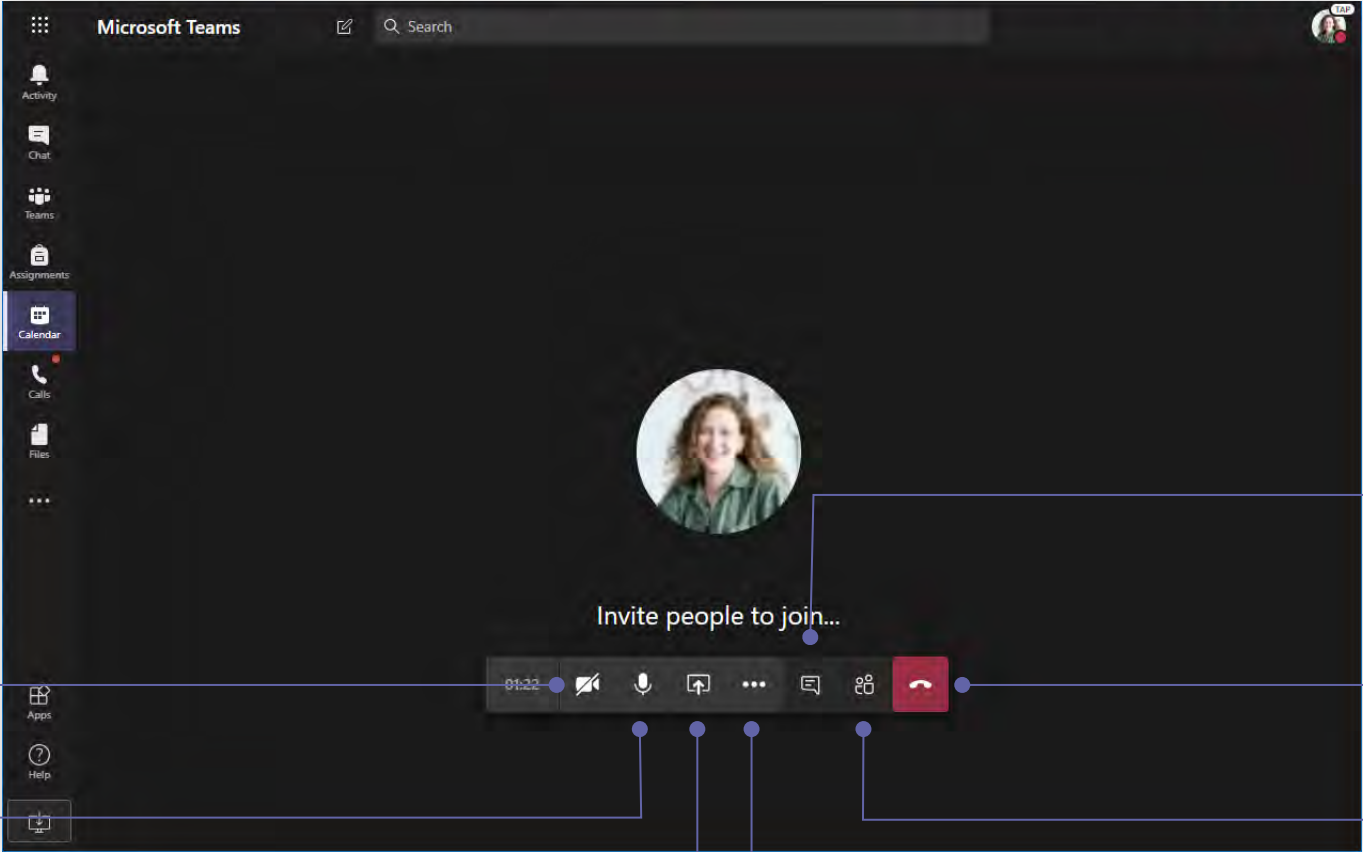 Microsoft Teams
Search
TAP
Activity
Chat
Teams
Assignments
Calendar
Calls
Files
Invite people to join...
01:22
Apps
Help